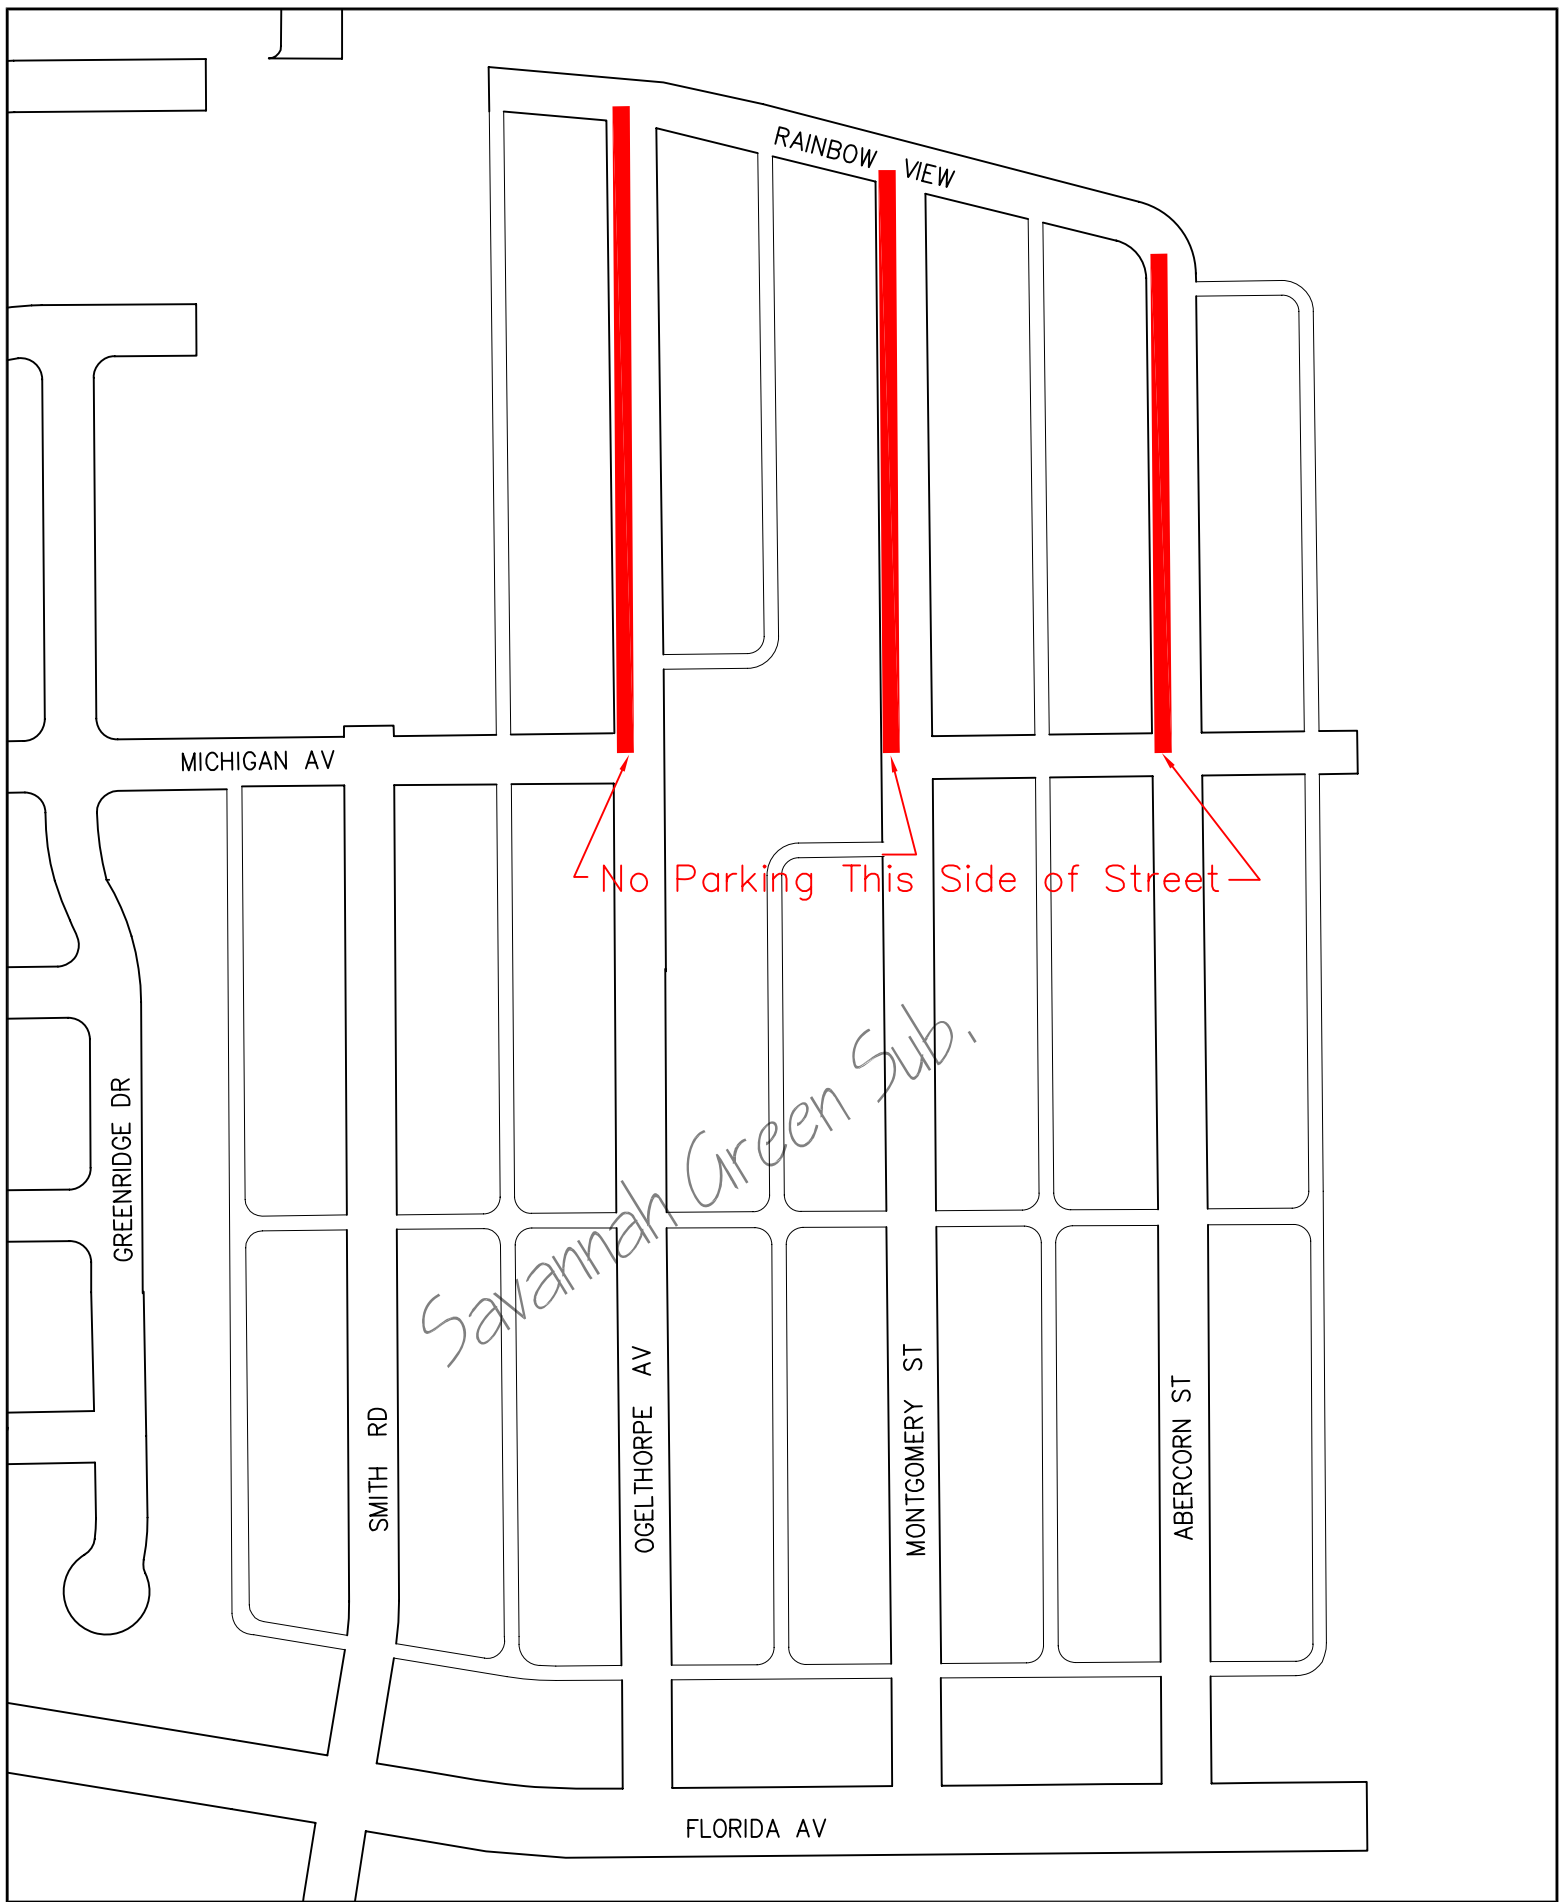 RAINBOW VIEW
MICHIGAN AV
No Parking This Side of Street
Savannah Green Sub.
GREENRIDGE DR
SMITH RD
OGELTHORPE AV
MONTGOMERY ST
ABERCORN ST
FLORIDA AV